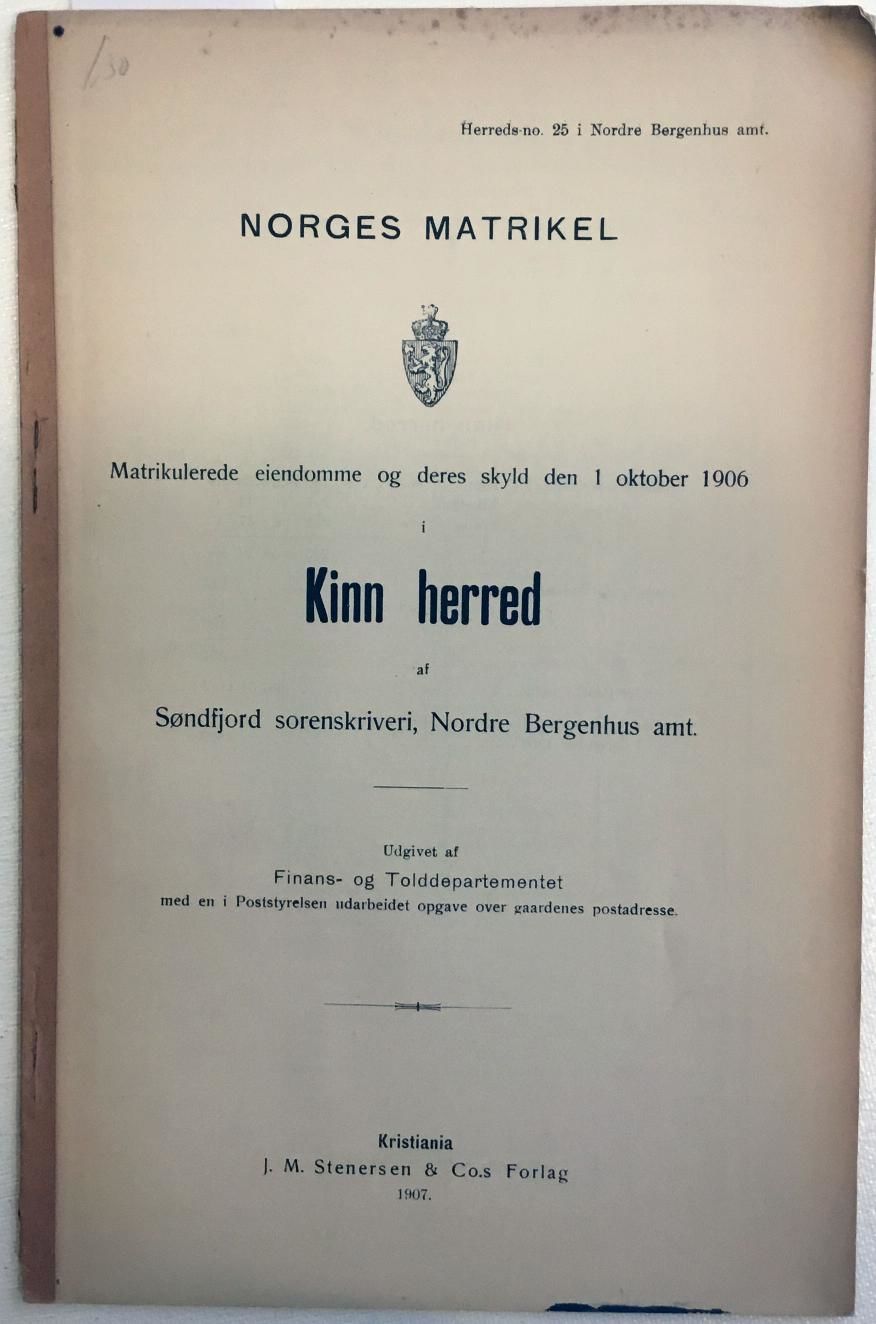 /30
Herreds-no. 25 i Nordre Bergenhus amt.
NORGES MATRIKEL
Matrikulerede eiendomme og deres skyld den 1 oktober 1906
i
Kinn herred
af
Søndfjord sorenskriveri, Nordre Bergenhus amt.
Udgivet af
Finans- og Tolddepartementet
med en i Poststyrelsen udarbeidet opgave over gaardenes postadresse.
Kristiania
J. M. Stenersen & Co.s Forlag
1907.